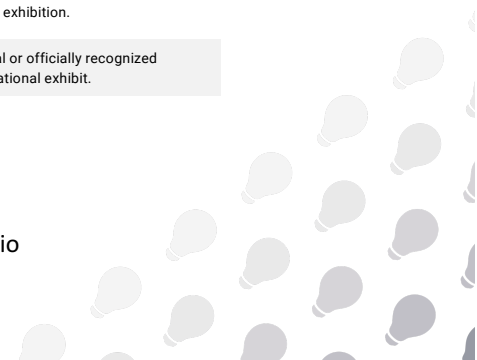 exhibition.
al or officially recognized
ational exhibit.
io